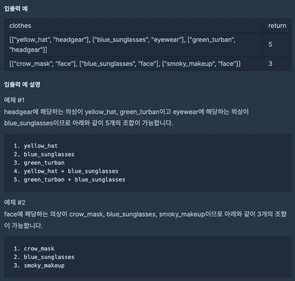 입출력 예
clothes return
[["yellow_hat", "headgear"], ["blue_sunglasses", "eyewear"], ["green_turban",
"headgear"]] 5
[["crow_mask", "face"], ["blue_sunglasses", "face"], ["smoky_makeup", "face"]] 3
입출력 예 설명
예제 #1
headgear에 해당하는 의상이 yellow_hat, green_turban이고 eyewear에 해당하는 의상이
blue_sunglasses이므로 아래와 같이 5개의 조합이 가능합니다.
1. yellow_hat
2. blue_sunglasses
3. green_turban
4. yellow_hat + blue_sunglasses
5. green_turban + blue_sunglasses
예제 #2
face에 해당하는 의상이 crow_mask, blue_sunglasses, smoky_makeup이므로 아래와 같이 3개의 조합
이 가능합니다.
1. crow_mask
2. blue_sunglasses
3. smoky_makeup